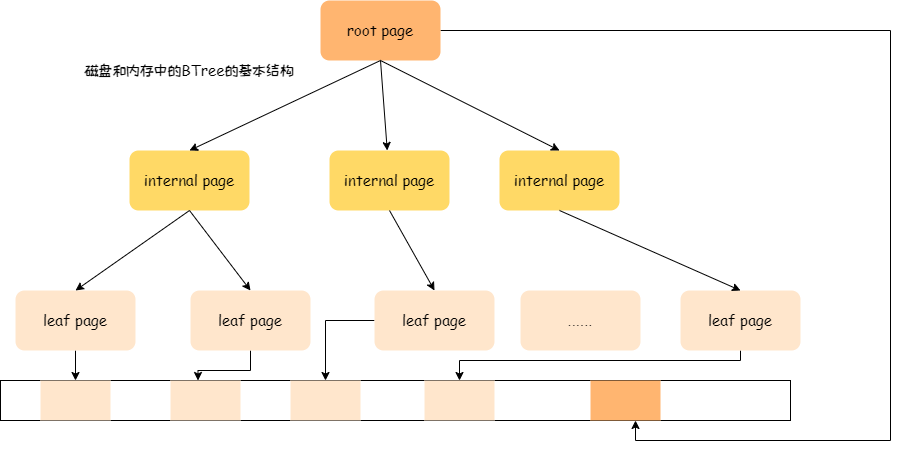 root page
磁盘和内存中的BTree的基本结构
internal page
internal page
internal page
leaf page
leaf page
leaf page
......
leaf page